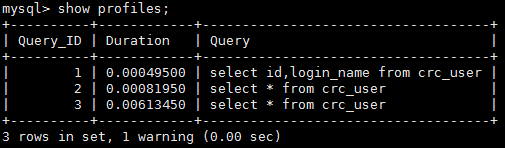 mysql> show profiles;
+----------+------------+-----------------------------------+
| Query_ID | Duration | Query |
+----------+------------+-----------------------------------+
| 1 | 0.00049500 | select id,login_name from crc_user |
| 2 | 0.00081950 | select * from crc_user |
| 3 | 0.00613450 | select * from crc_user |
+----------+------------+-----------------------------------+
3 rows in set, 1 warning (0.00 sec)